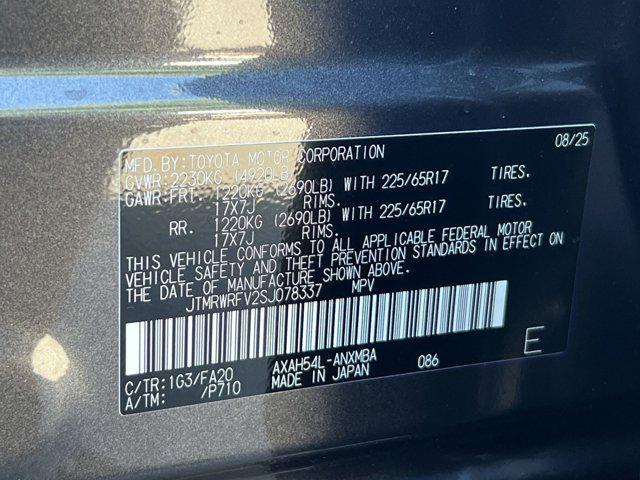 MFD.BY:TOYOTA MOTOR CORPORATION 08/25
GVWR:2230KG (4920LB)
GAWR:FRT. 1220KG (2690LB) WITH 225/65R17 TIRES.
17X7J RIMS.
RR. 1220KG (2690LB) WITH 225/65R17 TIRES.
17X7J RIMS.
THIS VEHICLE CONFORMS TO ALL APPLICABLE FEDERAL MOTOR
VEHICLE SAFETY AND THEFT PREVENTION STANDARDS IN EFFECT ON
THE DATE OF MANUFACTURE SHOWN ABOVE.
JTMRWRFV2SJ078337 MPV
C/TR:1G3/FA20 AXAH54L-ANXMBA 086 E
A/TM: /P710 MADE IN JAPAN